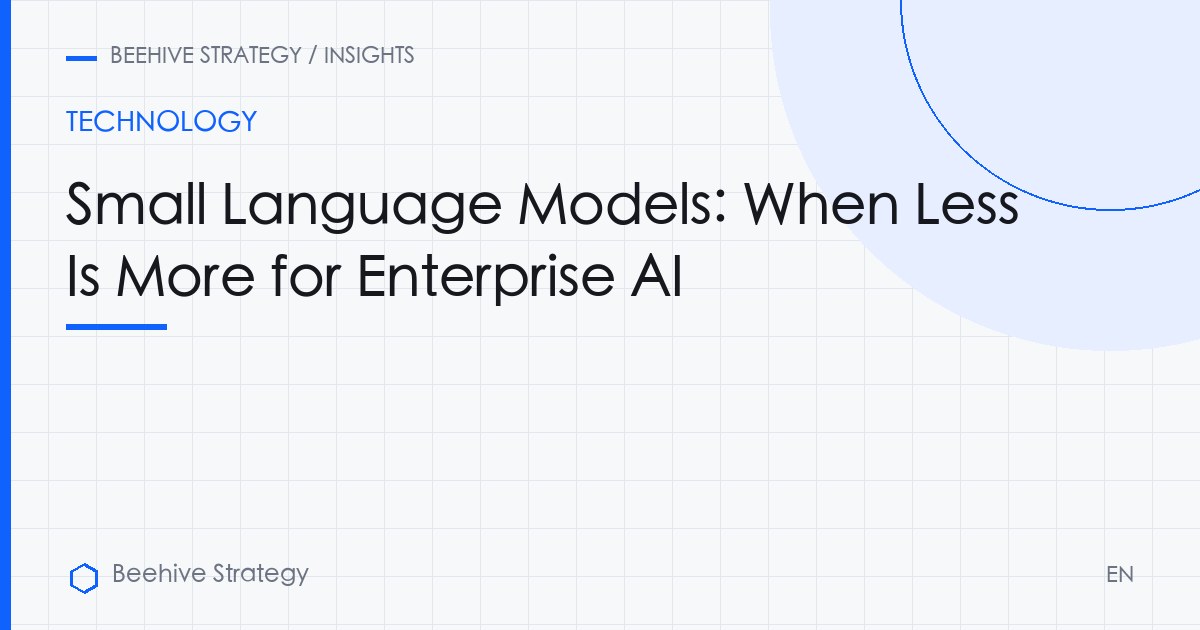 BEEHIVE STRATEGY / INSIGHTS
TECHNOLOGY
Small Language Models: When Less
Is More for Enterprise AI
Beehive Strategy
EN